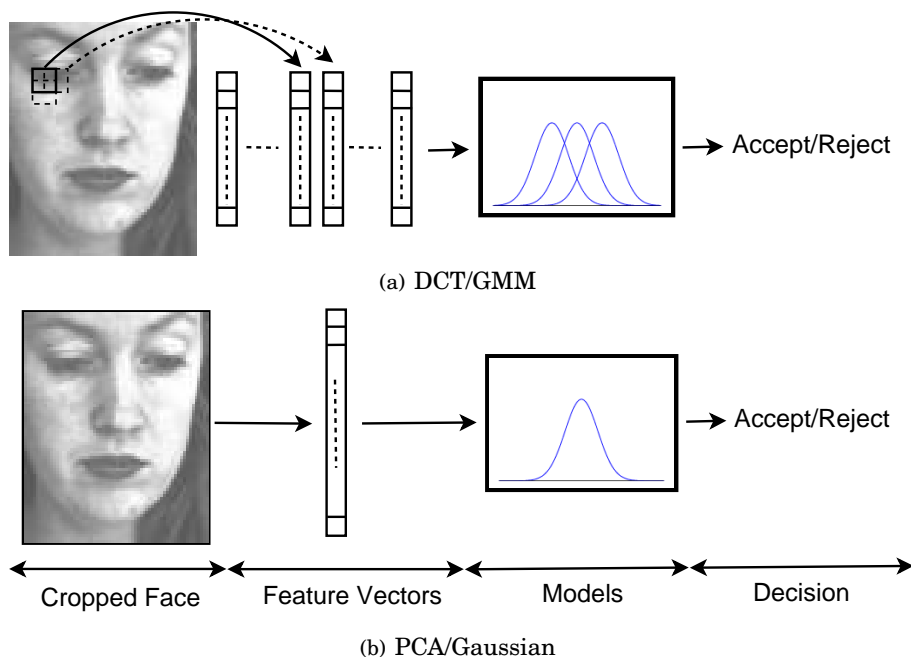 Accept/Reject
(a) DCT/GMM
Accept/Reject
Cropped Face Feature Vectors Models Decision
(b) PCA/Gaussian